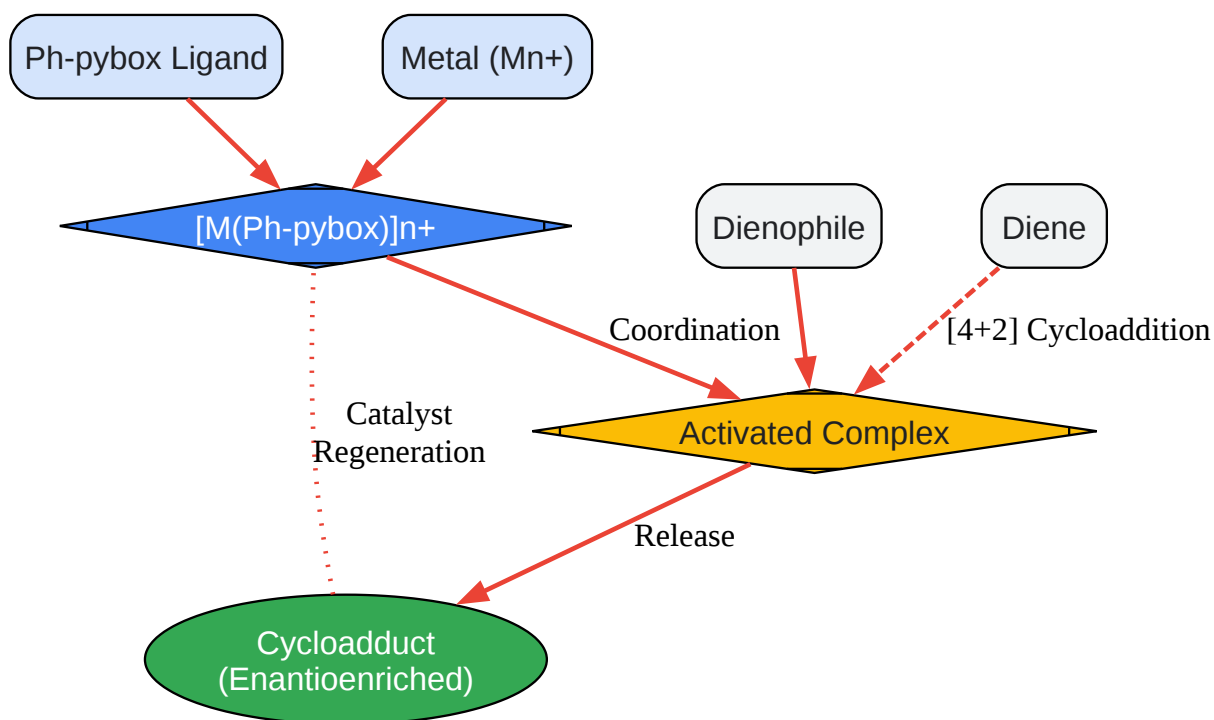 Ph-pybox Ligand
Metal (Mn+)
[M(Ph-pybox)]n+
Dienophile
Diene
Coordination
[4+2] Cycloaddition
Catalyst
Regeneration
Activated Complex
Release
Cycloadduct
(Enantioenriched)